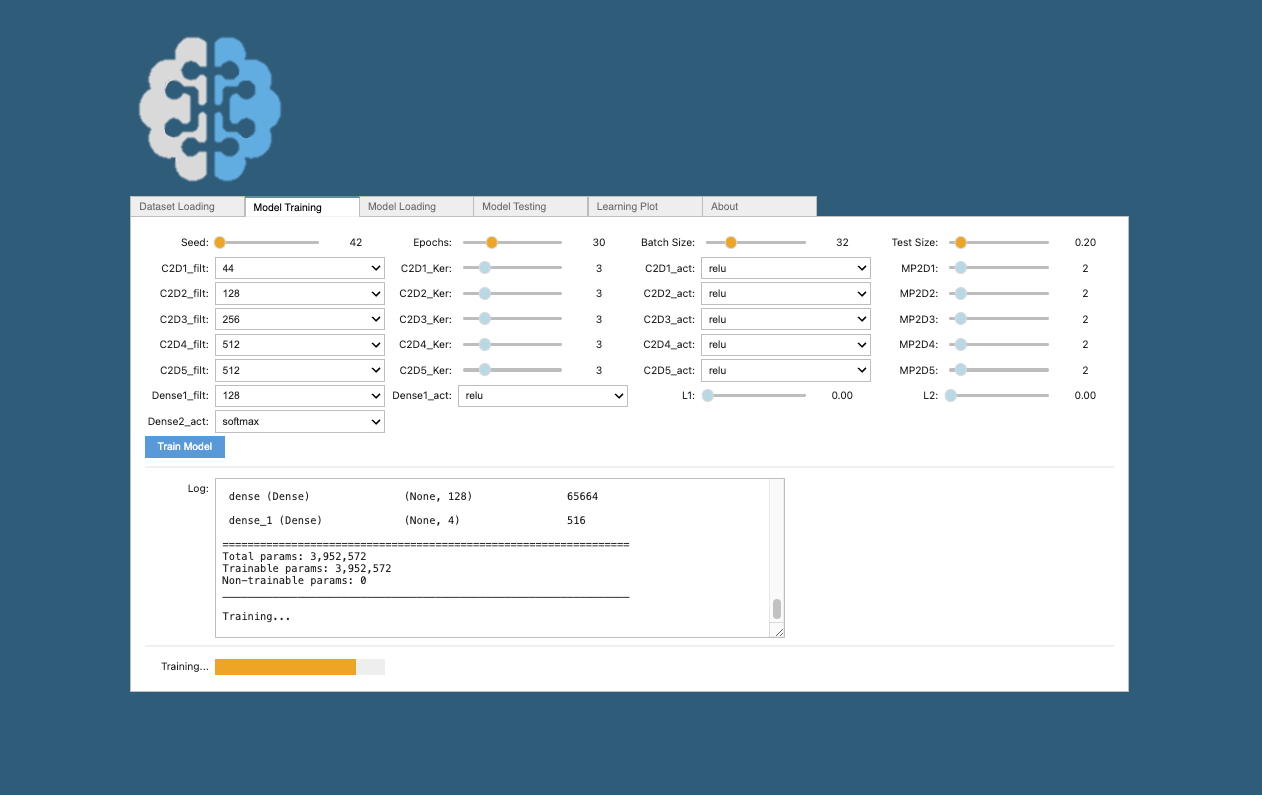 Dataset Loading Model Training Model Loading Model Testing Learning Plot About
Seed: 42 Epochs: 30 Batch Size: 32 Test Size: 0.20
C2D1_filt: 44 C2D1_Ker: 3 C2D1_act: relu MP2D1: 2
C2D2_filt: 128 C2D2_Ker: 3 C2D2_act: relu MP2D2: 2
C2D3_filt: 256 C2D3_Ker: 3 C2D3_act: relu MP2D3: 2
C2D4_filt: 512 C2D4_Ker: 3 C2D4_act: relu MP2D4: 2
C2D5_filt: 512 C2D5_Ker: 3 C2D5_act: relu MP2D5: 2
Dense1_filt: 128 Dense1_act: relu L1: 0.00 L2: 0.00
Dense2_act: softmax
Train Model
Log:
dense (Dense) (None, 128) 65664
dense_1 (Dense) (None, 4) 516
=================================================================
Total params: 3,952,572
Trainable params: 3,952,572
Non-trainable params: 0
_________________________________________________________________
Training...
Training...